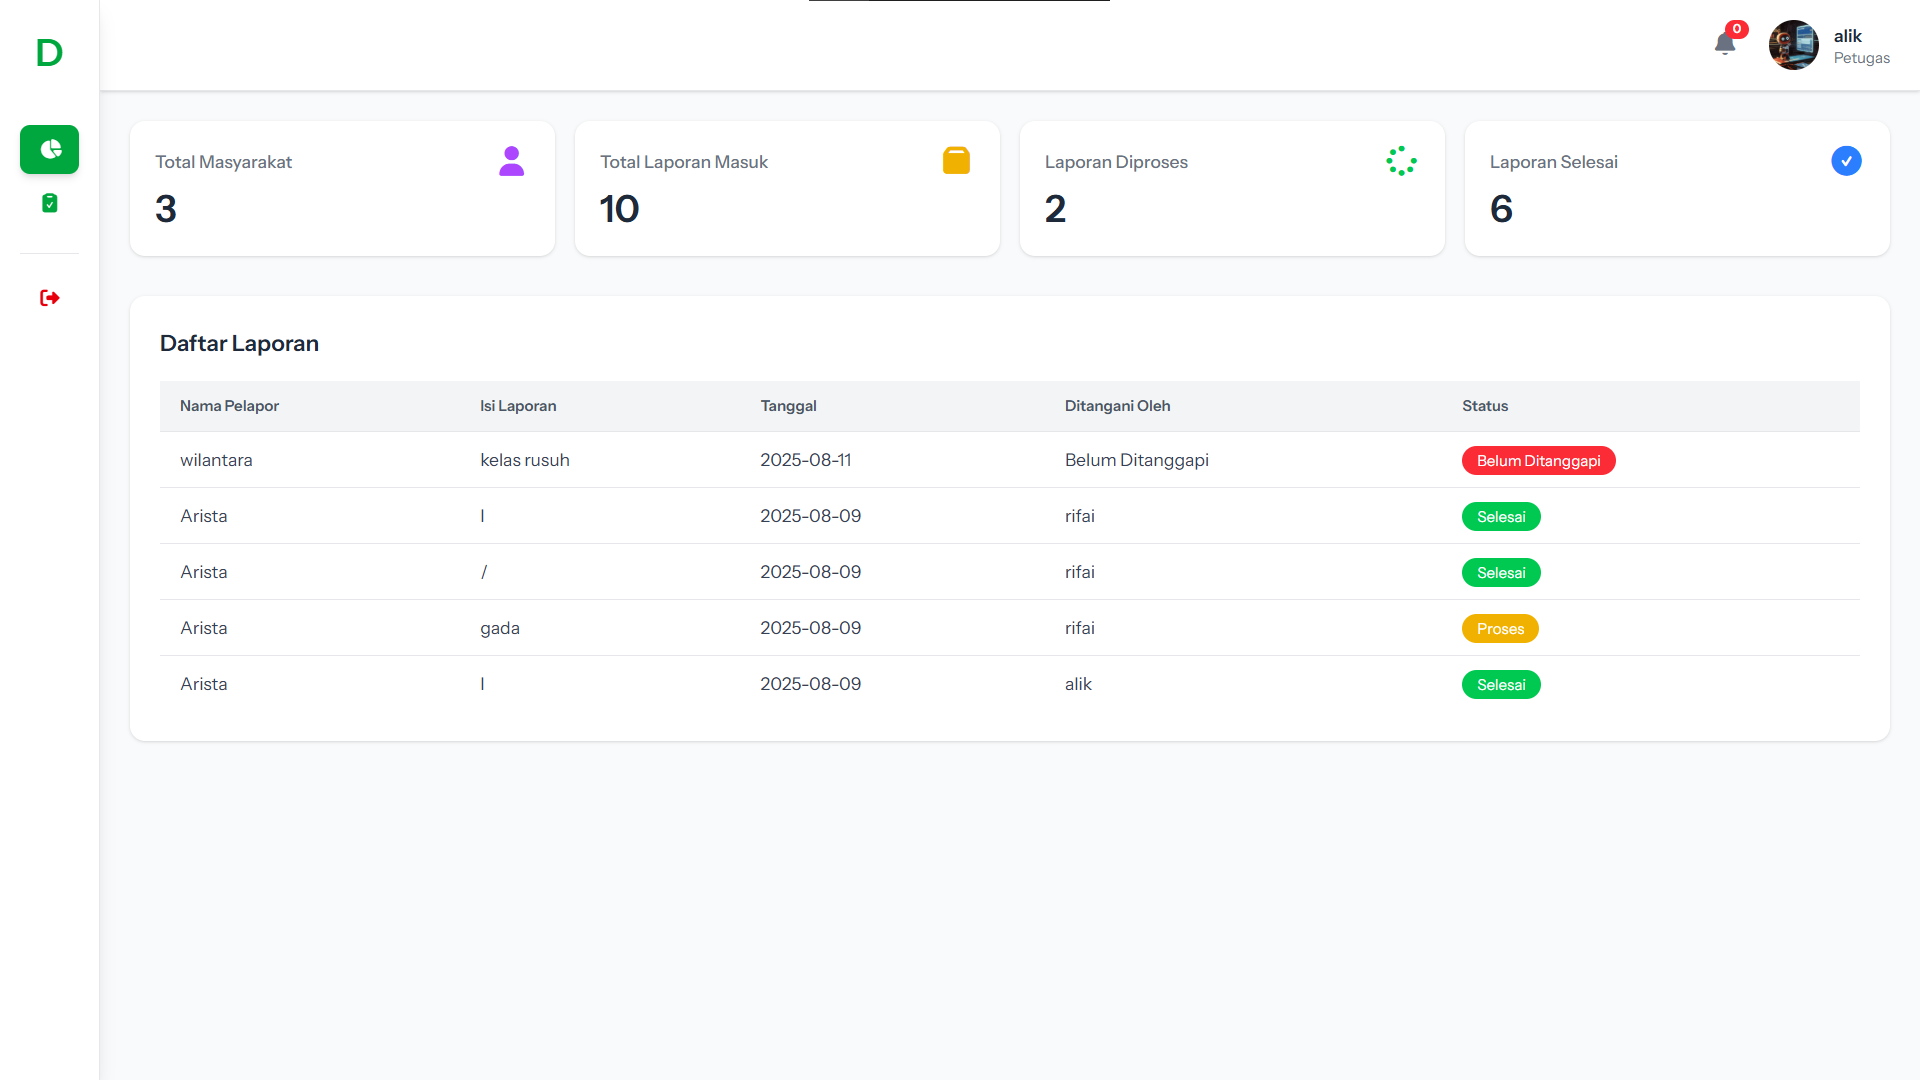 D
0
alik
Petugas
Total Masyarakat
3
Total Laporan Masuk
10
Laporan Diproses
2
Laporan Selesai
6
Daftar Laporan
Nama Pelapor Isi Laporan Tanggal Ditangani Oleh Status
wilantara kelas rusuh 2025-08-11 Belum Ditanggapi Belum Ditanggapi
Arista l 2025-08-09 rifai Selesai
Arista / 2025-08-09 rifai Selesai
Arista gada 2025-08-09 rifai Proses
Arista l 2025-08-09 alik Selesai